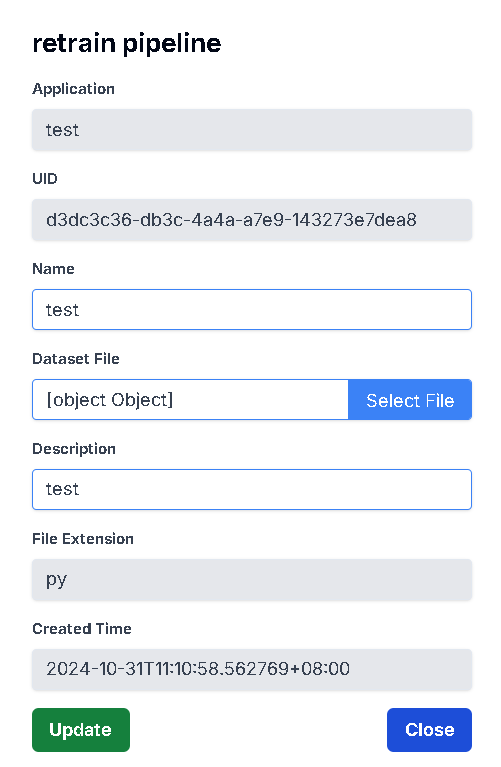 retrain pipeline
Application
test
UID
d3dc3c36-db3c-4a4a-a7e9-143273e7dea8
Name
test
Dataset File
[object Object]
Select File
Description
test
File Extension
py
Created Time
2024-10-31T11:10:58.562769+08:00
Update
Close